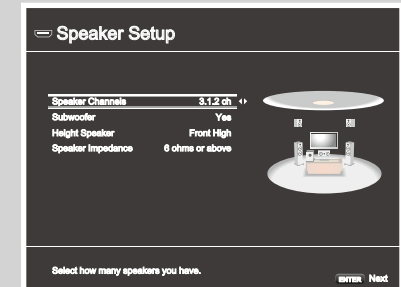 Speaker Setup
Speaker Channels 3.1.2 ch
Subwoofer Yes
Height Speaker Front High
Speaker Impedance 6 ohms or above
Select how many speakers you have.
ENTER Next